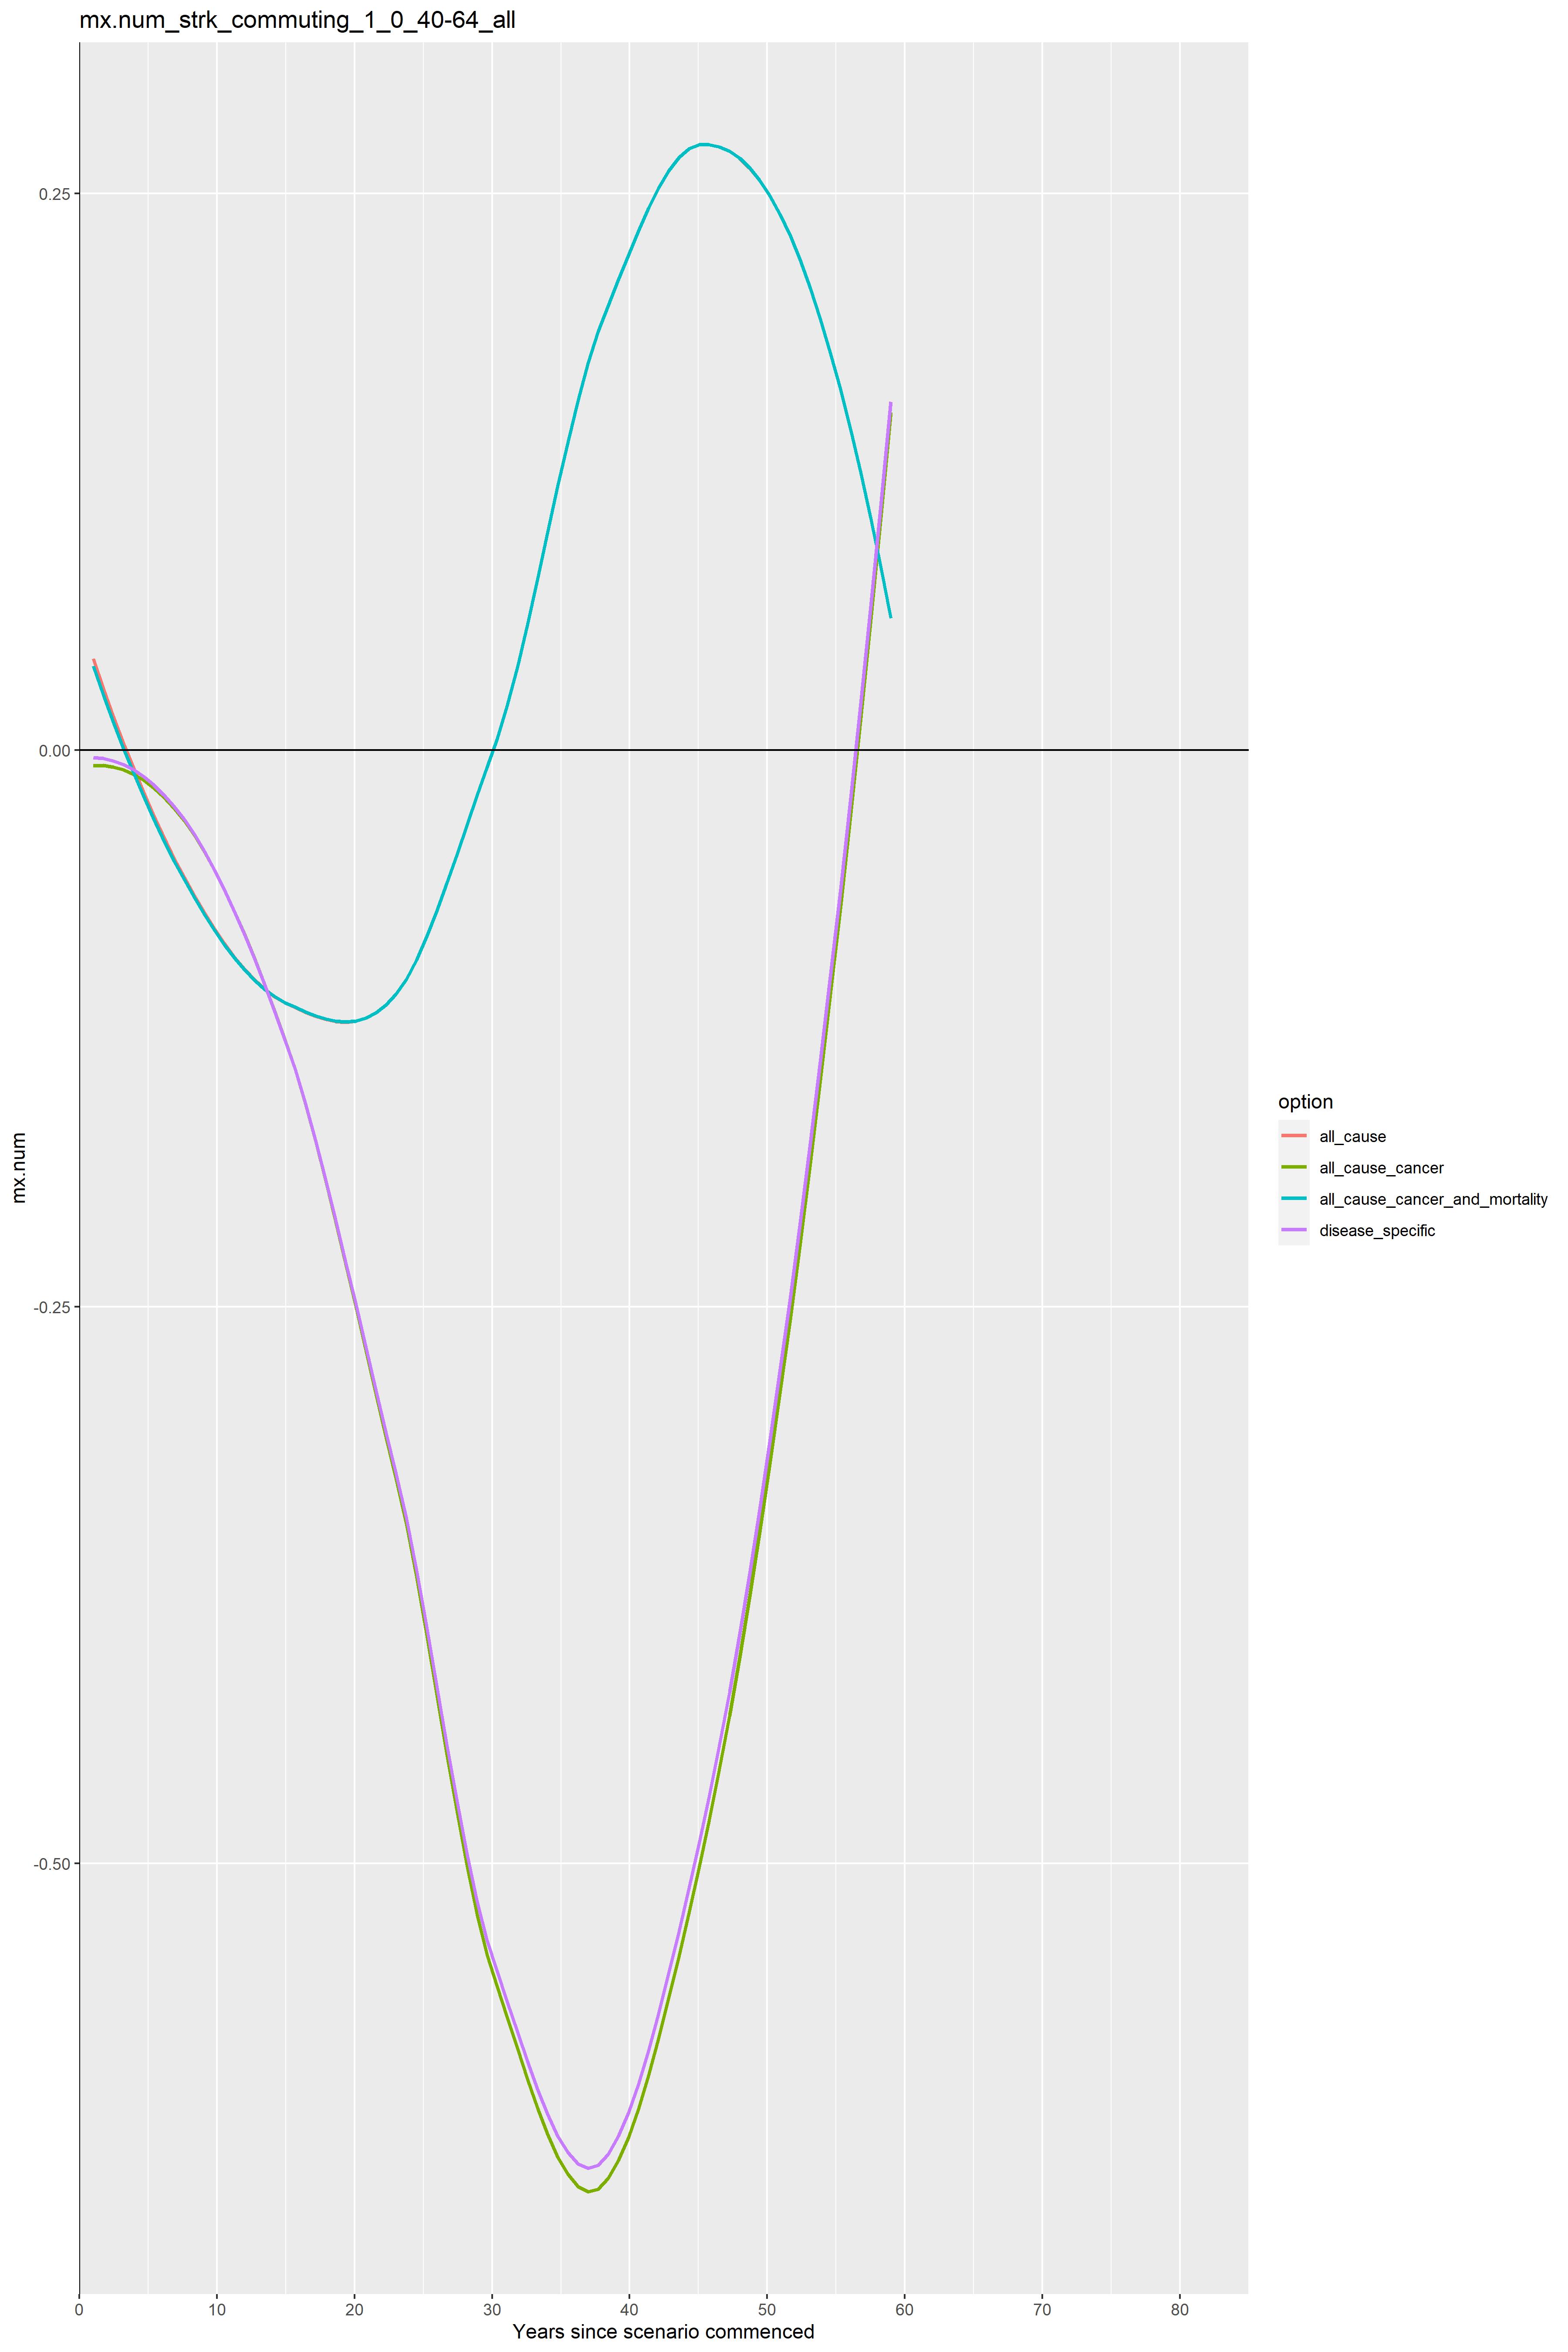 mx.num_strk_commuting_1_0_40-64_all
0.25
0.00
-0.25
-0.50
mx.num
0 10 20 30 40 50 60 70 80
Years since scenario commenced
option
all_cause
all_cause_cancer
all_cause_cancer_and_mortality
disease_specific